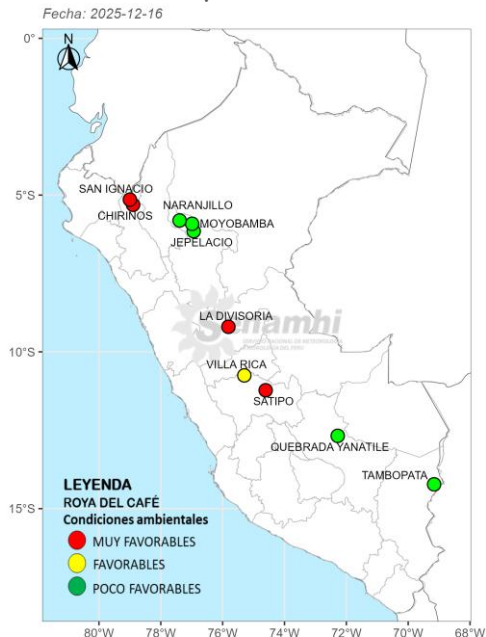 Fecha: 2025-12-16
N
0°
5°S
SAN IGNACIO
CHIRINOS
NARANJILLO
MOYOBAMBA
JEPELACIO
LA DIVISORIA
Senamhi
10°S
VILLA RICA
SATIPO
QUEBRADA YANATILE
TAMBOPATA
LEYENDA
ROYA DEL CAFÉ
Condiciones ambientales
15°S
MUY FAVORABLES
FAVORABLES
POCO FAVORABLES
80°W 78°W 76°W 74°W 72°W 70°W 68°W